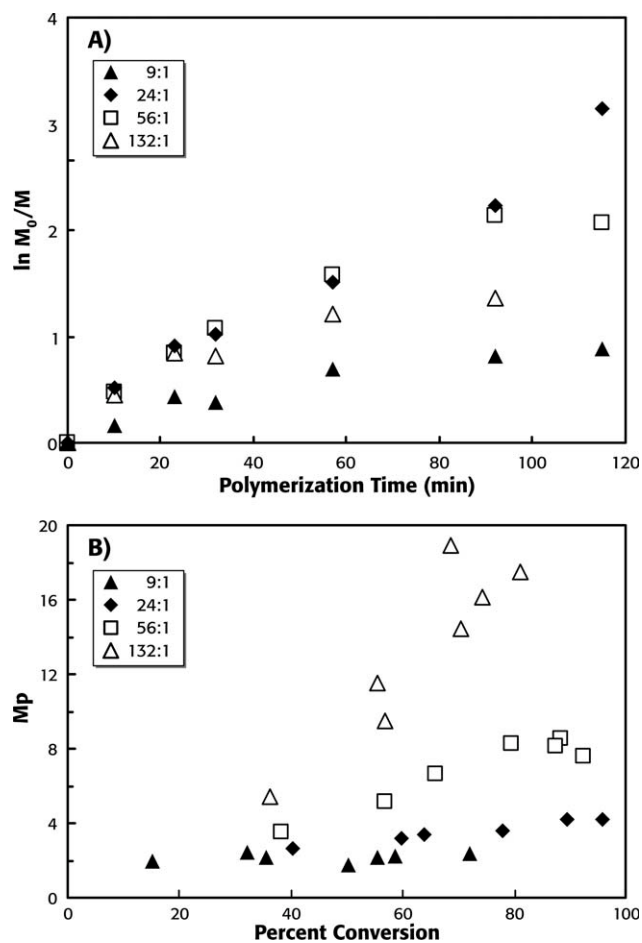 4
A)
9:1
24:1
56:1
132:1
3
2
1
0
ln M₀/M
0 20 40 60 80 100 120
Polymerization Time (min)
20
B)
9:1
24:1
56:1
132:1
16
12
8
4
0
Mp
0 20 40 60 80 100
Percent Conversion